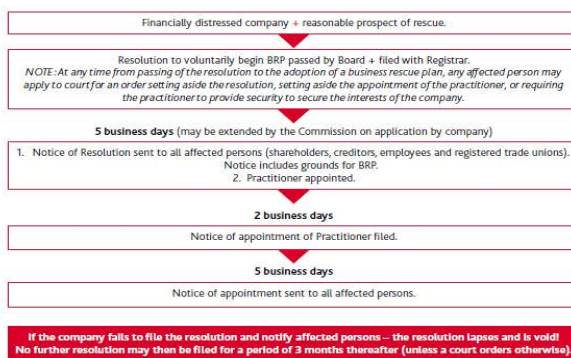 Financially distressed company + reasonable prospect of rescue.
Resolution to voluntarily begin BRP passed by Board + filed with Registrar.
NOTE: At any time from passing of the resolution to the adoption of a business rescue plan, any affected person may
apply to court for an order setting aside the resolution, setting aside the appointment of the practitioner, or requiring
the practitioner to provide security to secure the interests of the company.
5 business days (may be extended by the Commission on application by company)
1. Notice of Resolution sent to all affected persons (shareholders, creditors, employees and registered trade unions).
Notice includes grounds for BRP.
2. Practitioner appointed.
2 business days
Notice of appointment of Practitioner filed.
5 business days
Notice of appointment sent to all affected persons.
If the company fails to file the resolution and notify affected persons – the resolution lapses and is void!
No further resolution may then be filed for a period of 3 months thereafter (unless a court orders otherwise).